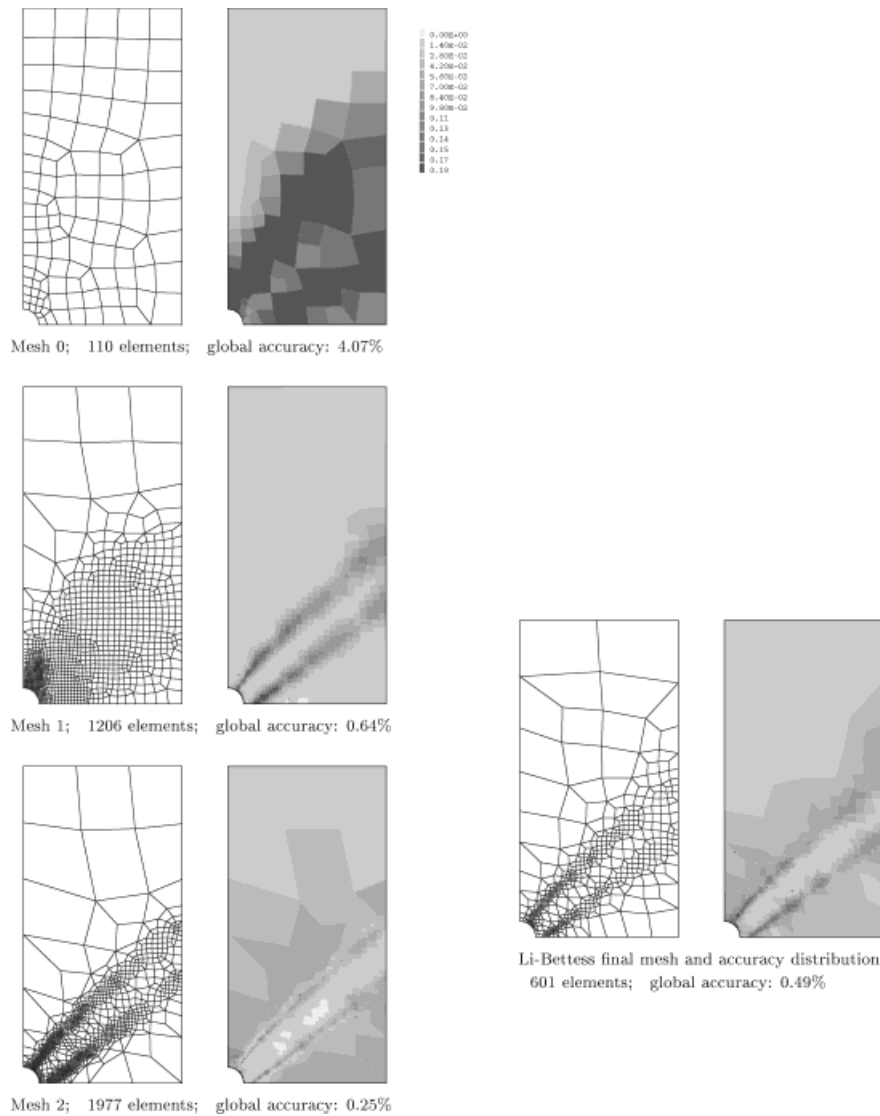 0.00E+00
1.40E-02
2.80E-02
4.20E-02
5.60E-02
7.00E-02
8.40E-02
9.80E-02
0.11
0.13
0.14
0.15
0.17
0.18
Mesh 0; 110 elements; global accuracy: 4.07%
Mesh 1; 1206 elements; global accuracy: 0.64%
Li-Bettess final mesh and accuracy distribution
601 elements; global accuracy: 0.49%
Mesh 2; 1977 elements; global accuracy: 0.25%